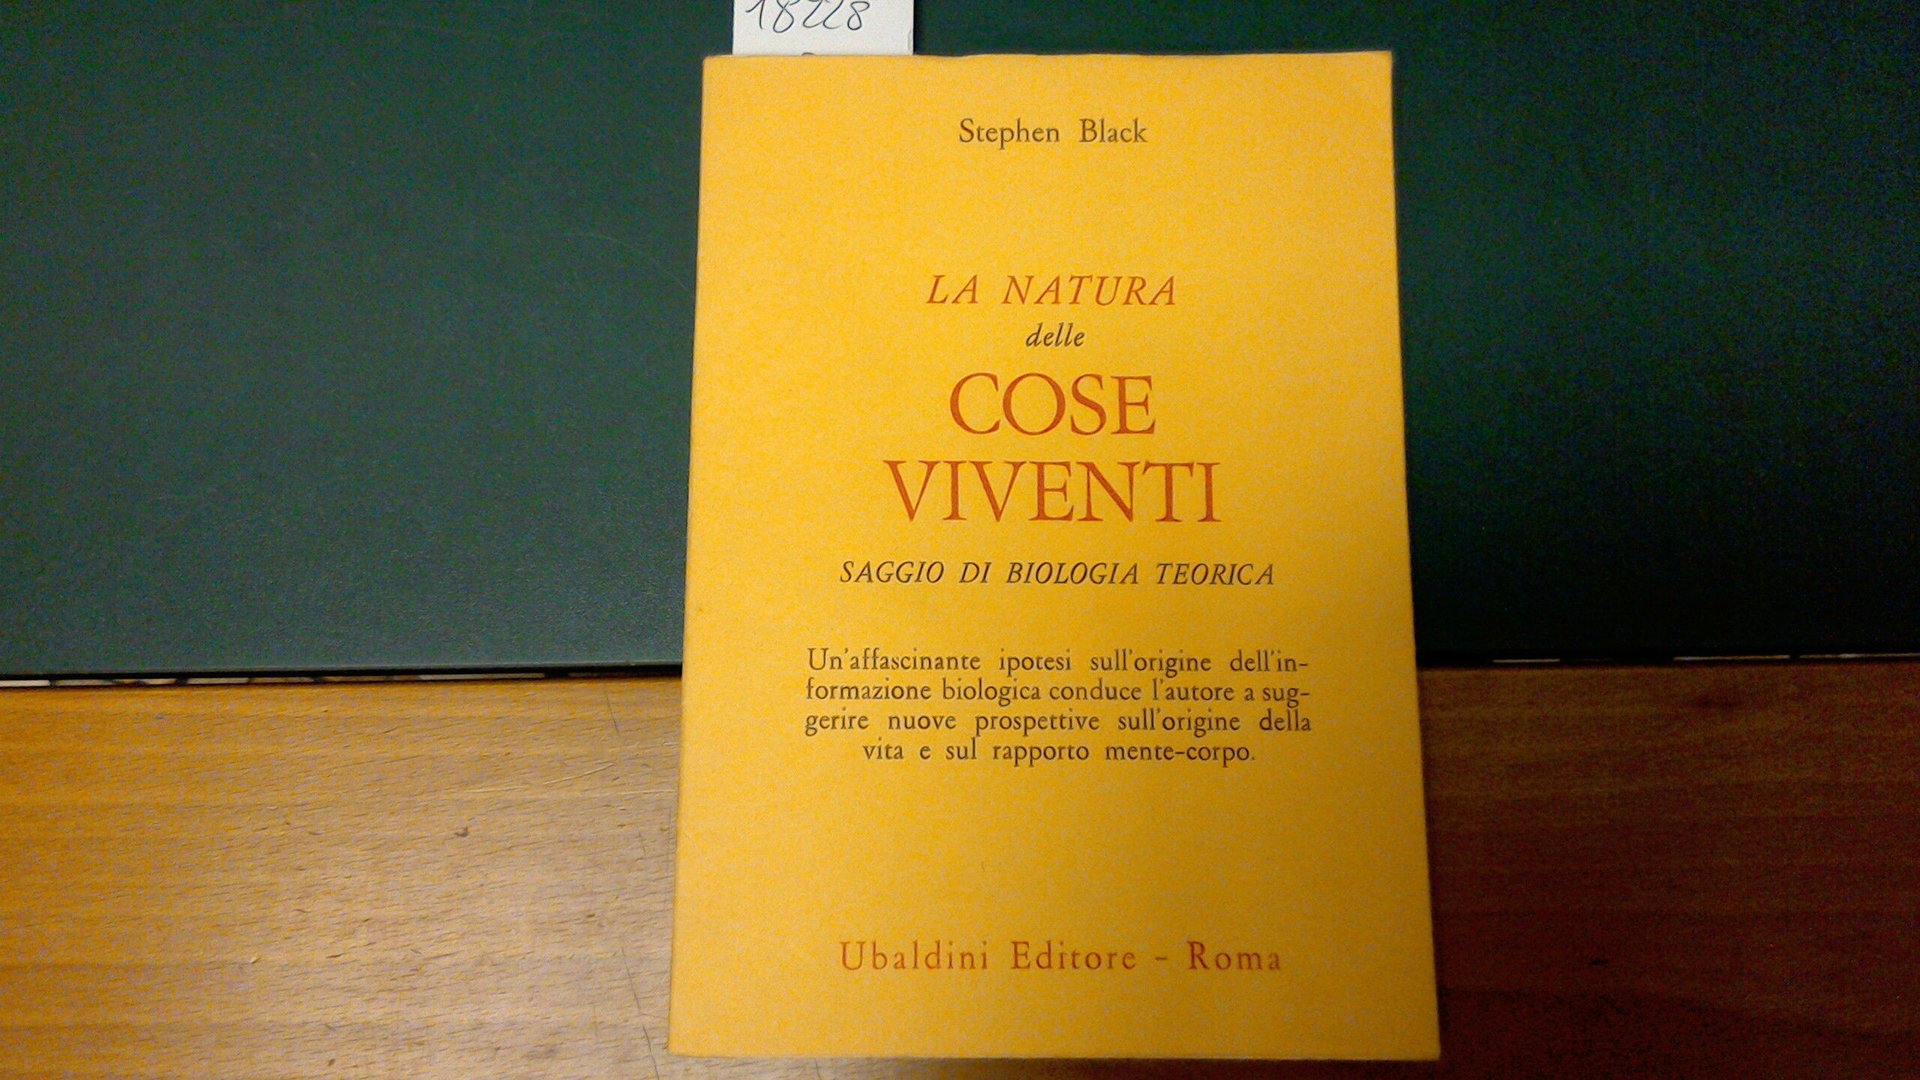 18228
Stephen Black
LA NATURA
delle
COSE
VIVENTI
SAGGIO DI BIOLOGIA TEORICA
Un'affascinante ipotesi sull'origine dell'in-
formazione biologica conduce l'autore a sug-
gerire nuove prospettive sull'origine della
vita e sul rapporto mente-corpo.
Ubaldini Editore - Roma